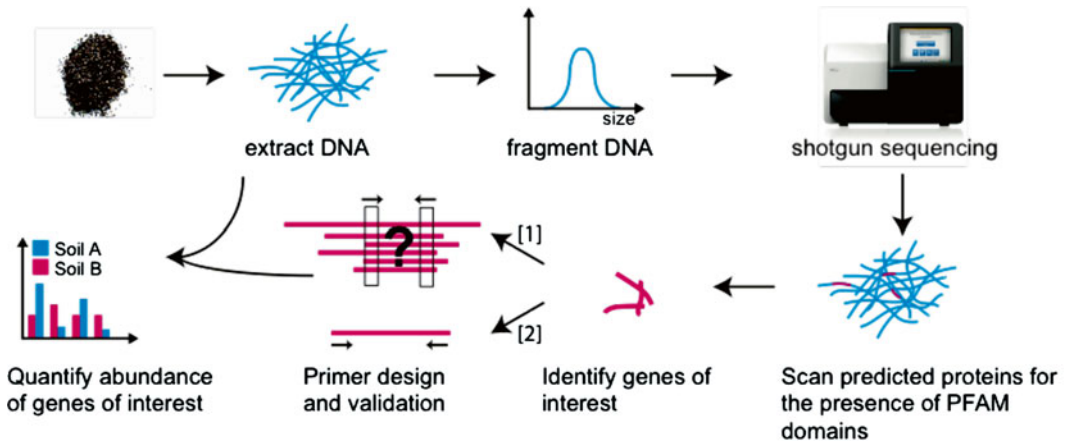 size
extract DNA
fragment DNA
shotgun sequencing
[1]
?
Soil A
Soil B
[2]
Quantify abundance
of genes of interest
Primer design
and validation
Identify genes of
interest
Scan predicted proteins for
the presence of PFAM
domains